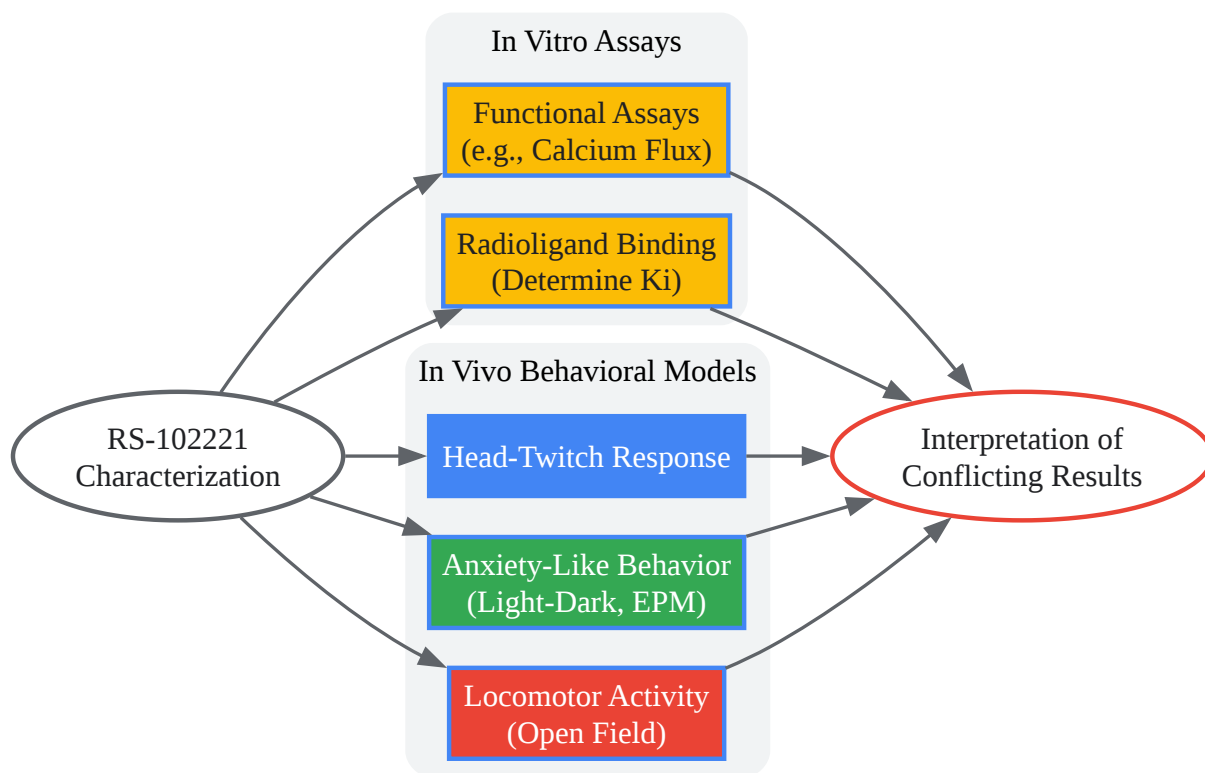 In Vitro Assays
Functional Assays
(e.g., Calcium Flux)
Radioligand Binding
(Determine Ki)
In Vivo Behavioral Models
RS-102221
Characterization
Head-Twitch Response
Interpretation of
Conflicting Results
Anxiety-Like Behavior
(Light-Dark, EPM)
Locomotor Activity
(Open Field)